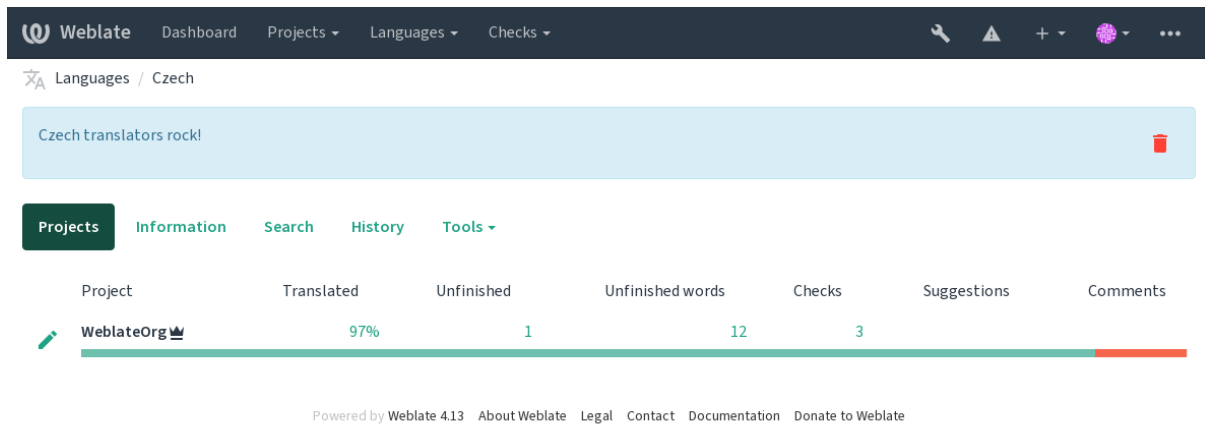 Weblate Dashboard Projects Languages Checks
Languages / Czech
Czech translators rock!
Projects Information Search History Tools
Project Translated Unfinished Unfinished words Checks Suggestions Comments
WeblateOrg 97% 1 12 3
Powered by Weblate 4.13 About Weblate Legal Contact Documentation Donate to Weblate